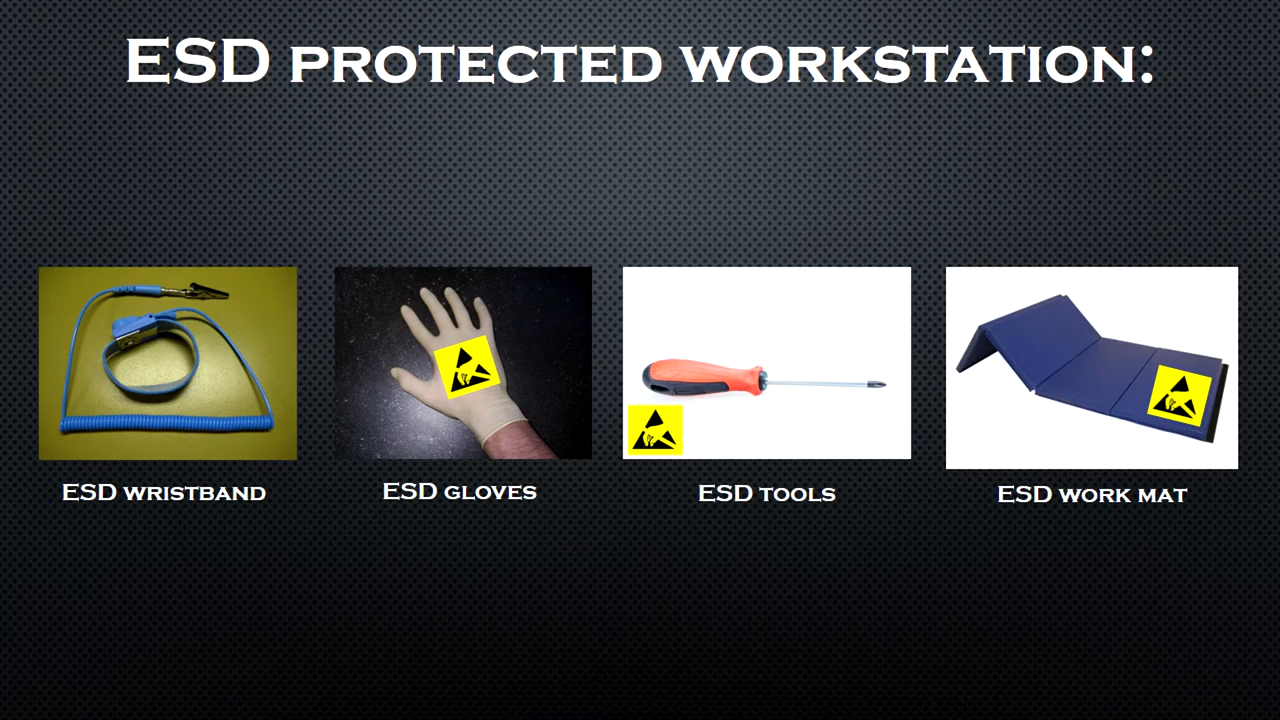 ESD PROTECTED WORKSTATION:
ESD WRISTBAND
ESD GLOVES
ESD TOOLS
ESD WORK MAT